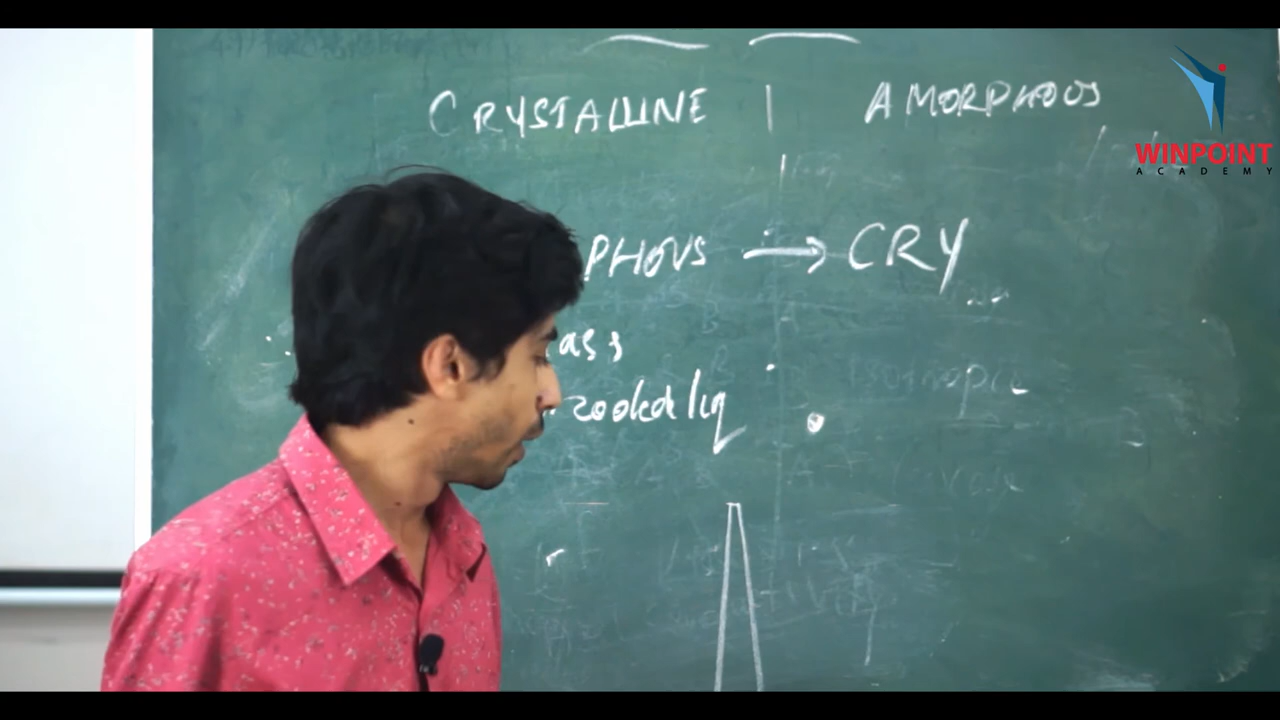 CRYSTALLINE | AMORPHOUS
WINPOINT
ACADEMY
PHOUS → CRY
ass
cooled liq